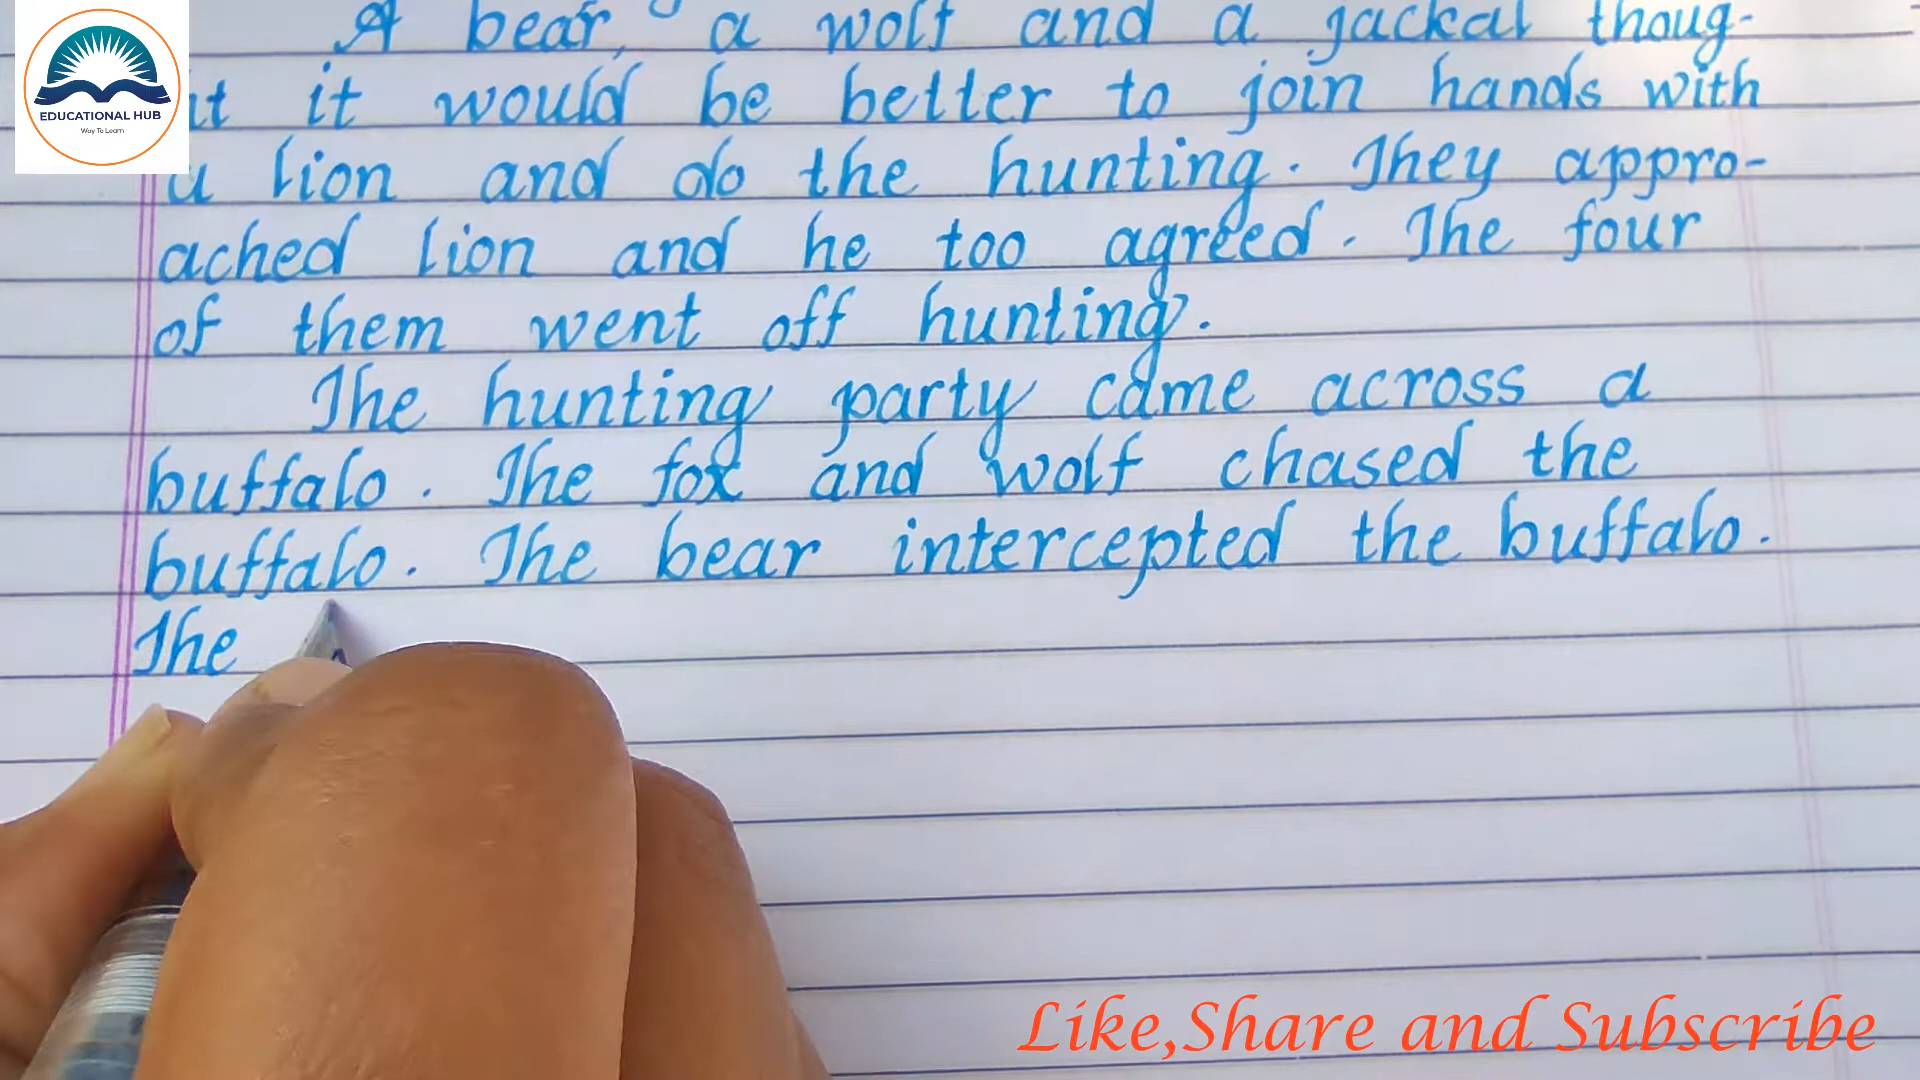 EDUCATIONAL HUB
Way To Learn
A bear, a wolf and a jackal thoug-
ht it would be better to join hands with
a lion and do the hunting. They appro-
ached lion and he too agreed. The four
of them went off hunting.
The hunting party came across a
buffalo. The fox and wolf chased the
buffalo. The bear intercepted the buffalo.
The
Like,Share and Subscribe